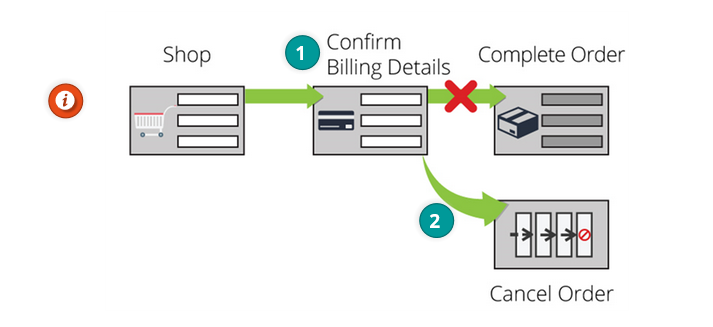 Shop
1
Confirm
Billing Details
Complete Order
i
2
Cancel Order